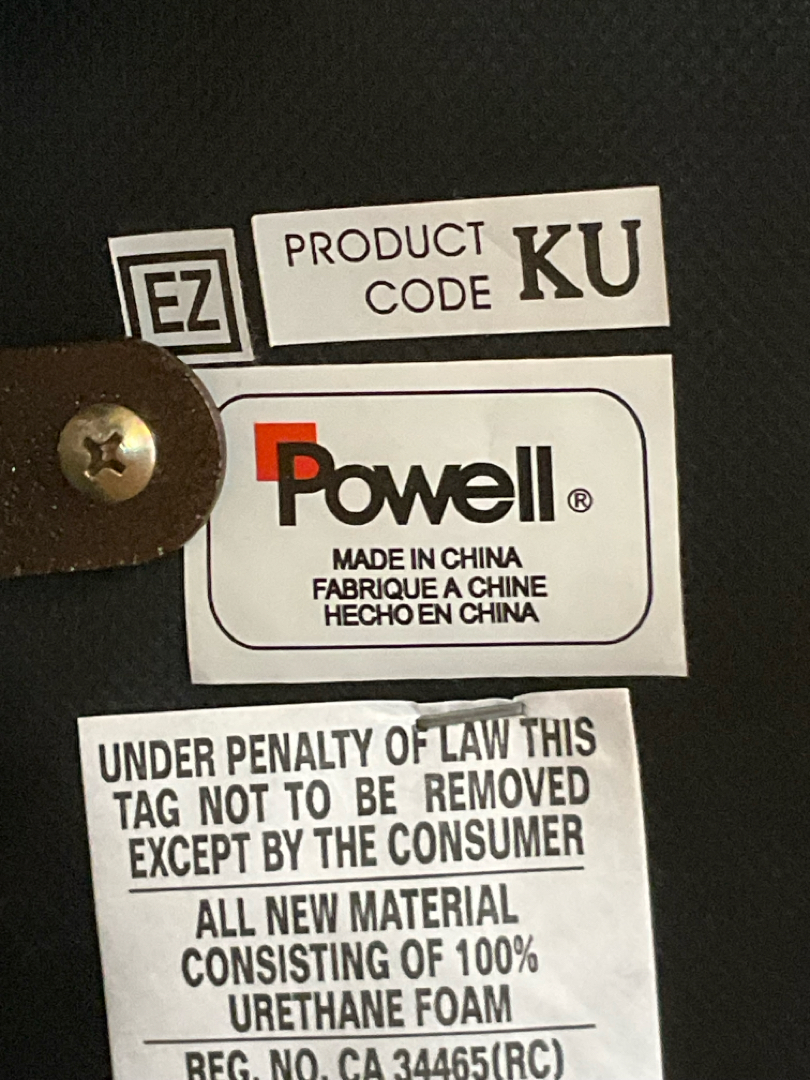 EZ
PRODUCT
CODE
KU
Powell®
MADE IN CHINA
FABRIQUE A CHINE
HECHO EN CHINA
UNDER PENALTY OF LAW THIS
TAG NOT TO BE REMOVED
EXCEPT BY THE CONSUMER
ALL NEW MATERIAL
CONSISTING OF 100%
URETHANE FOAM
REG. NO. CA 34465(RC)